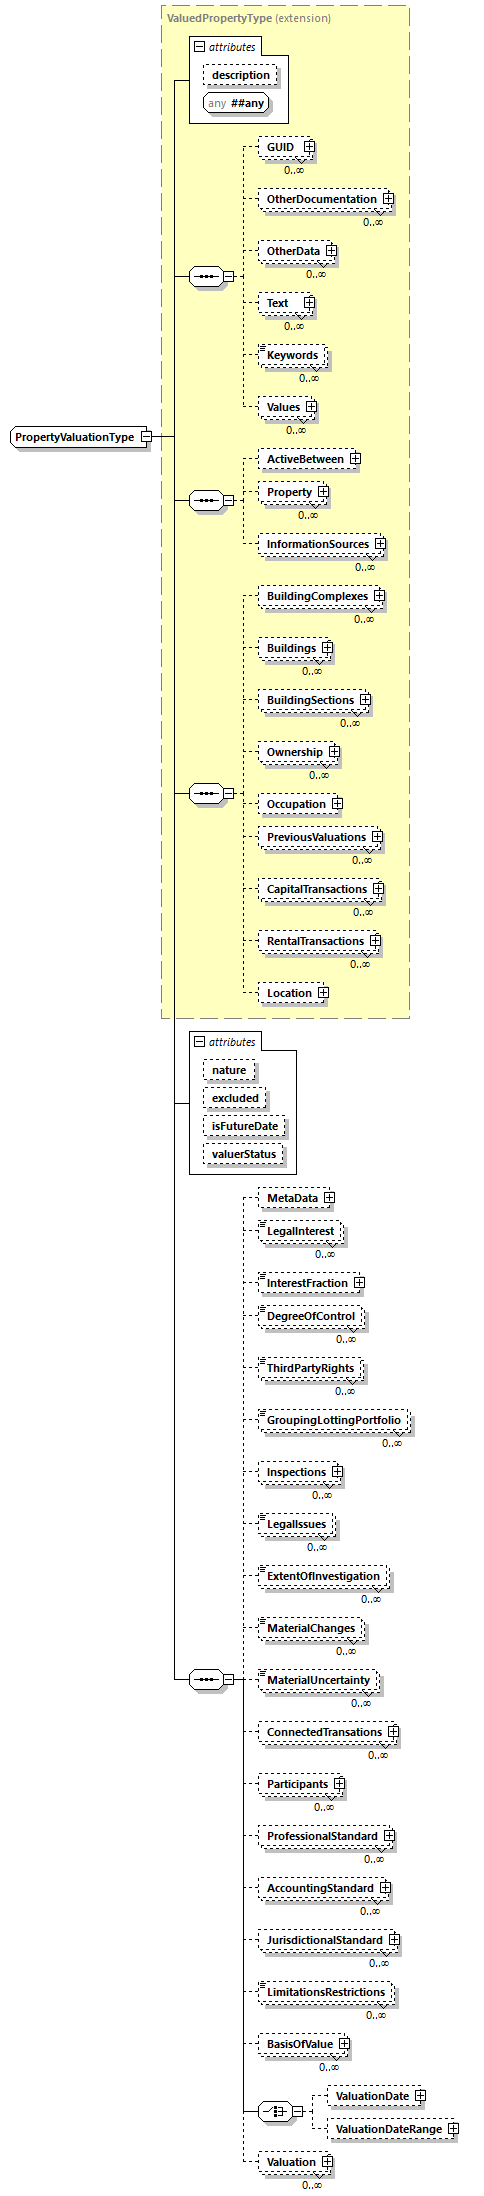 ValuedPropertyType (extension)
attributes
description
any ##any
GUID
0..∞
OtherDocumentation
0..∞
OtherData
0..∞
Text
0..∞
Keywords
0..∞
Values
0..∞
PropertyValuationType
ActiveBetween
Property
0..∞
InformationSources
0..∞
BuildingComplexes
0..∞
Buildings
0..∞
BuildingSections
0..∞
Ownership
0..∞
Occupation
PreviousValuations
0..∞
CapitalTransactions
0..∞
RentalTransactions
0..∞
Location
attributes
nature
excluded
isFutureDate
valuerStatus
MetaData
LegalInterest
0..∞
InterestFraction
DegreeOfControl
0..∞
ThirdPartyRights
0..∞
GroupingLottingPortfolio
0..∞
Inspections
0..∞
LegalIssues
0..∞
ExtentOfInvestigation
0..∞
MaterialChanges
0..∞
MaterialUncertainty
0..∞
ConnectedTransations
0..∞
Participants
0..∞
ProfessionalStandard
0..∞
AccountingStandard
0..∞
JurisdictionalStandard
0..∞
LimitationsRestrictions
0..∞
BasisOfValue
0..∞
ValuationDate
ValuationDateRange
Valuation
0..∞